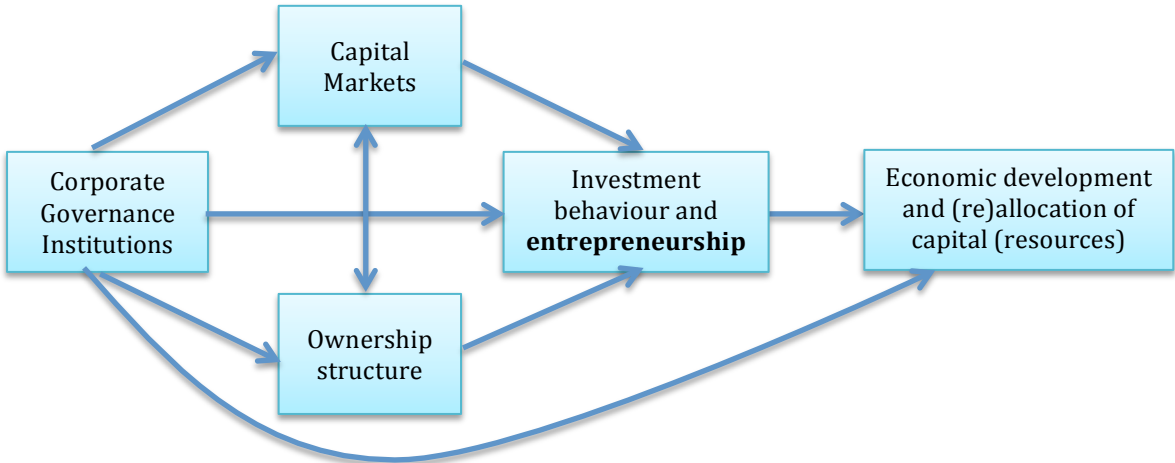 Capital
Markets
Corporate
Governance
Institutions
Investment
behaviour and
entrepreneurship
Economic development
and (re)allocation of
capital (resources)
Ownership
structure